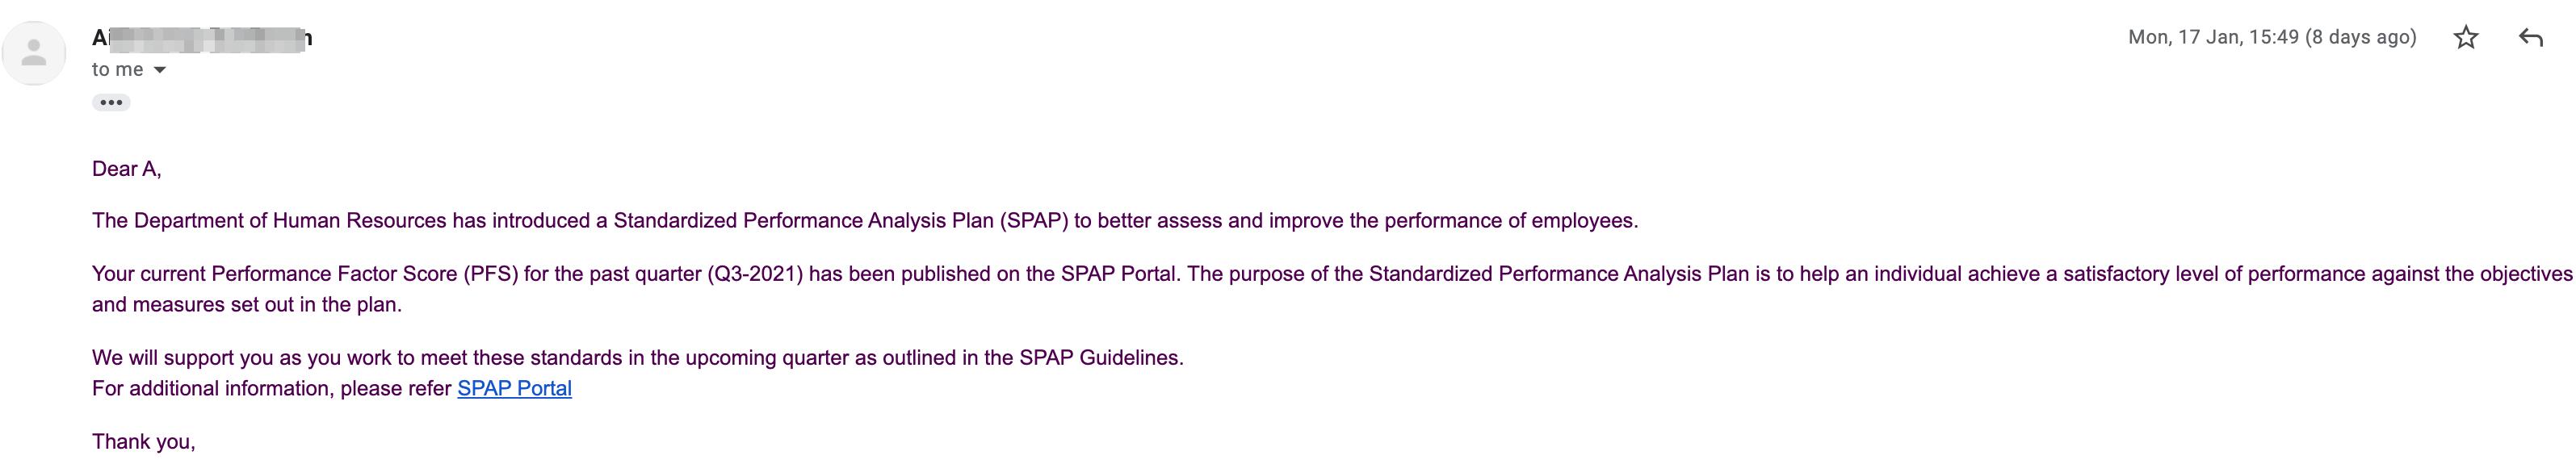 Mon, 17 Jan, 15:49 (8 days ago)
to me
Dear A,
The Department of Human Resources has introduced a Standardized Performance Analysis Plan (SPAP) to better assess and improve the performance of employees.
Your current Performance Factor Score (PFS) for the past quarter (Q3-2021) has been published on the SPAP Portal. The purpose of the Standardized Performance Analysis Plan is to help an individual achieve a satisfactory level of performance against the objectives
and measures set out in the plan.
We will support you as you work to meet these standards in the upcoming quarter as outlined in the SPAP Guidelines.
For additional information, please refer SPAP Portal
Thank you,